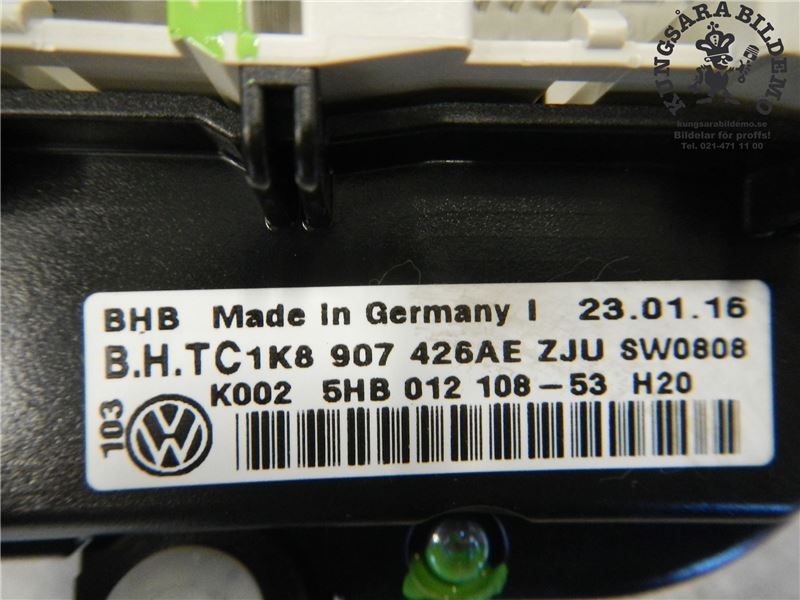 KUNGSÅRA BILDEMO
kungsarabildemo.se
Bildelar för proffs!
Tel. 021-471 11 00
BHB Made In Germany I 23.01.16
B.H.TC1K8 907 426AE ZJU SW0808
K002 5HB 012 108-53 H20
103